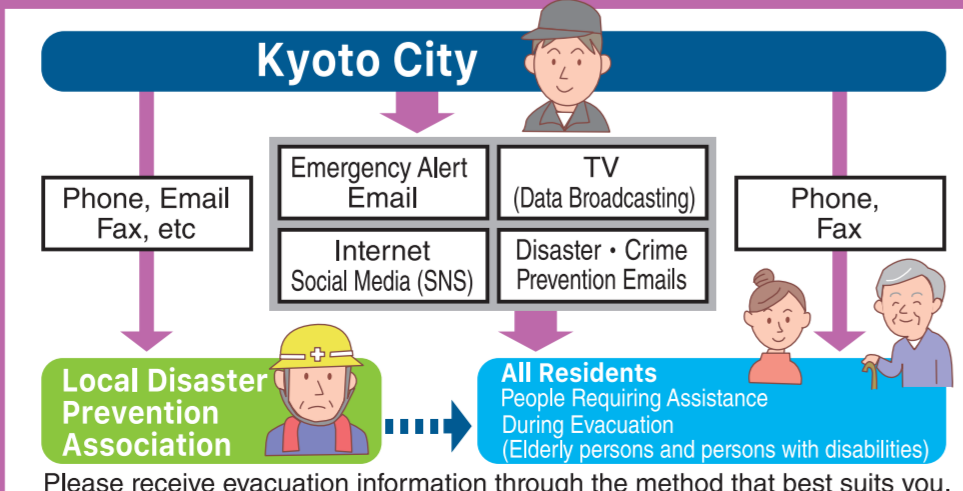 Kyoto City
Phone, Email
Fax, etc
Emergency Alert
Email
TV
(Data Broadcasting)
Internet
Social Media (SNS)
Disaster・Crime
Prevention Emails
Phone,
Fax
Local Disaster
Prevention
Association
All Residents
People Requiring Assistance
During Evacuation
(Elderly persons and persons with disabilities)
Please receive evacuation information through the method that best suits you.